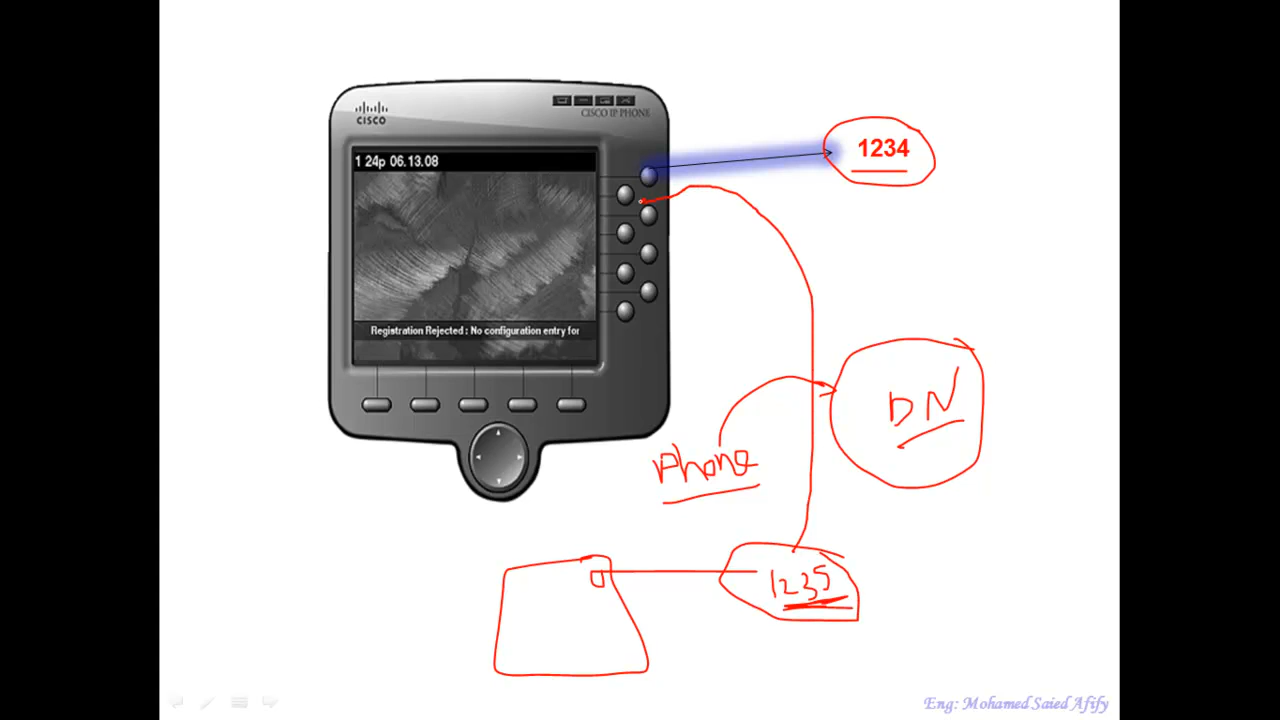 CISCO
CISCO IP PHONE
1 24p 06.13.08
1234
Registration Rejected : No configuration entry for
DN
Phone
1235
Eng: Mohamed Saied Afify